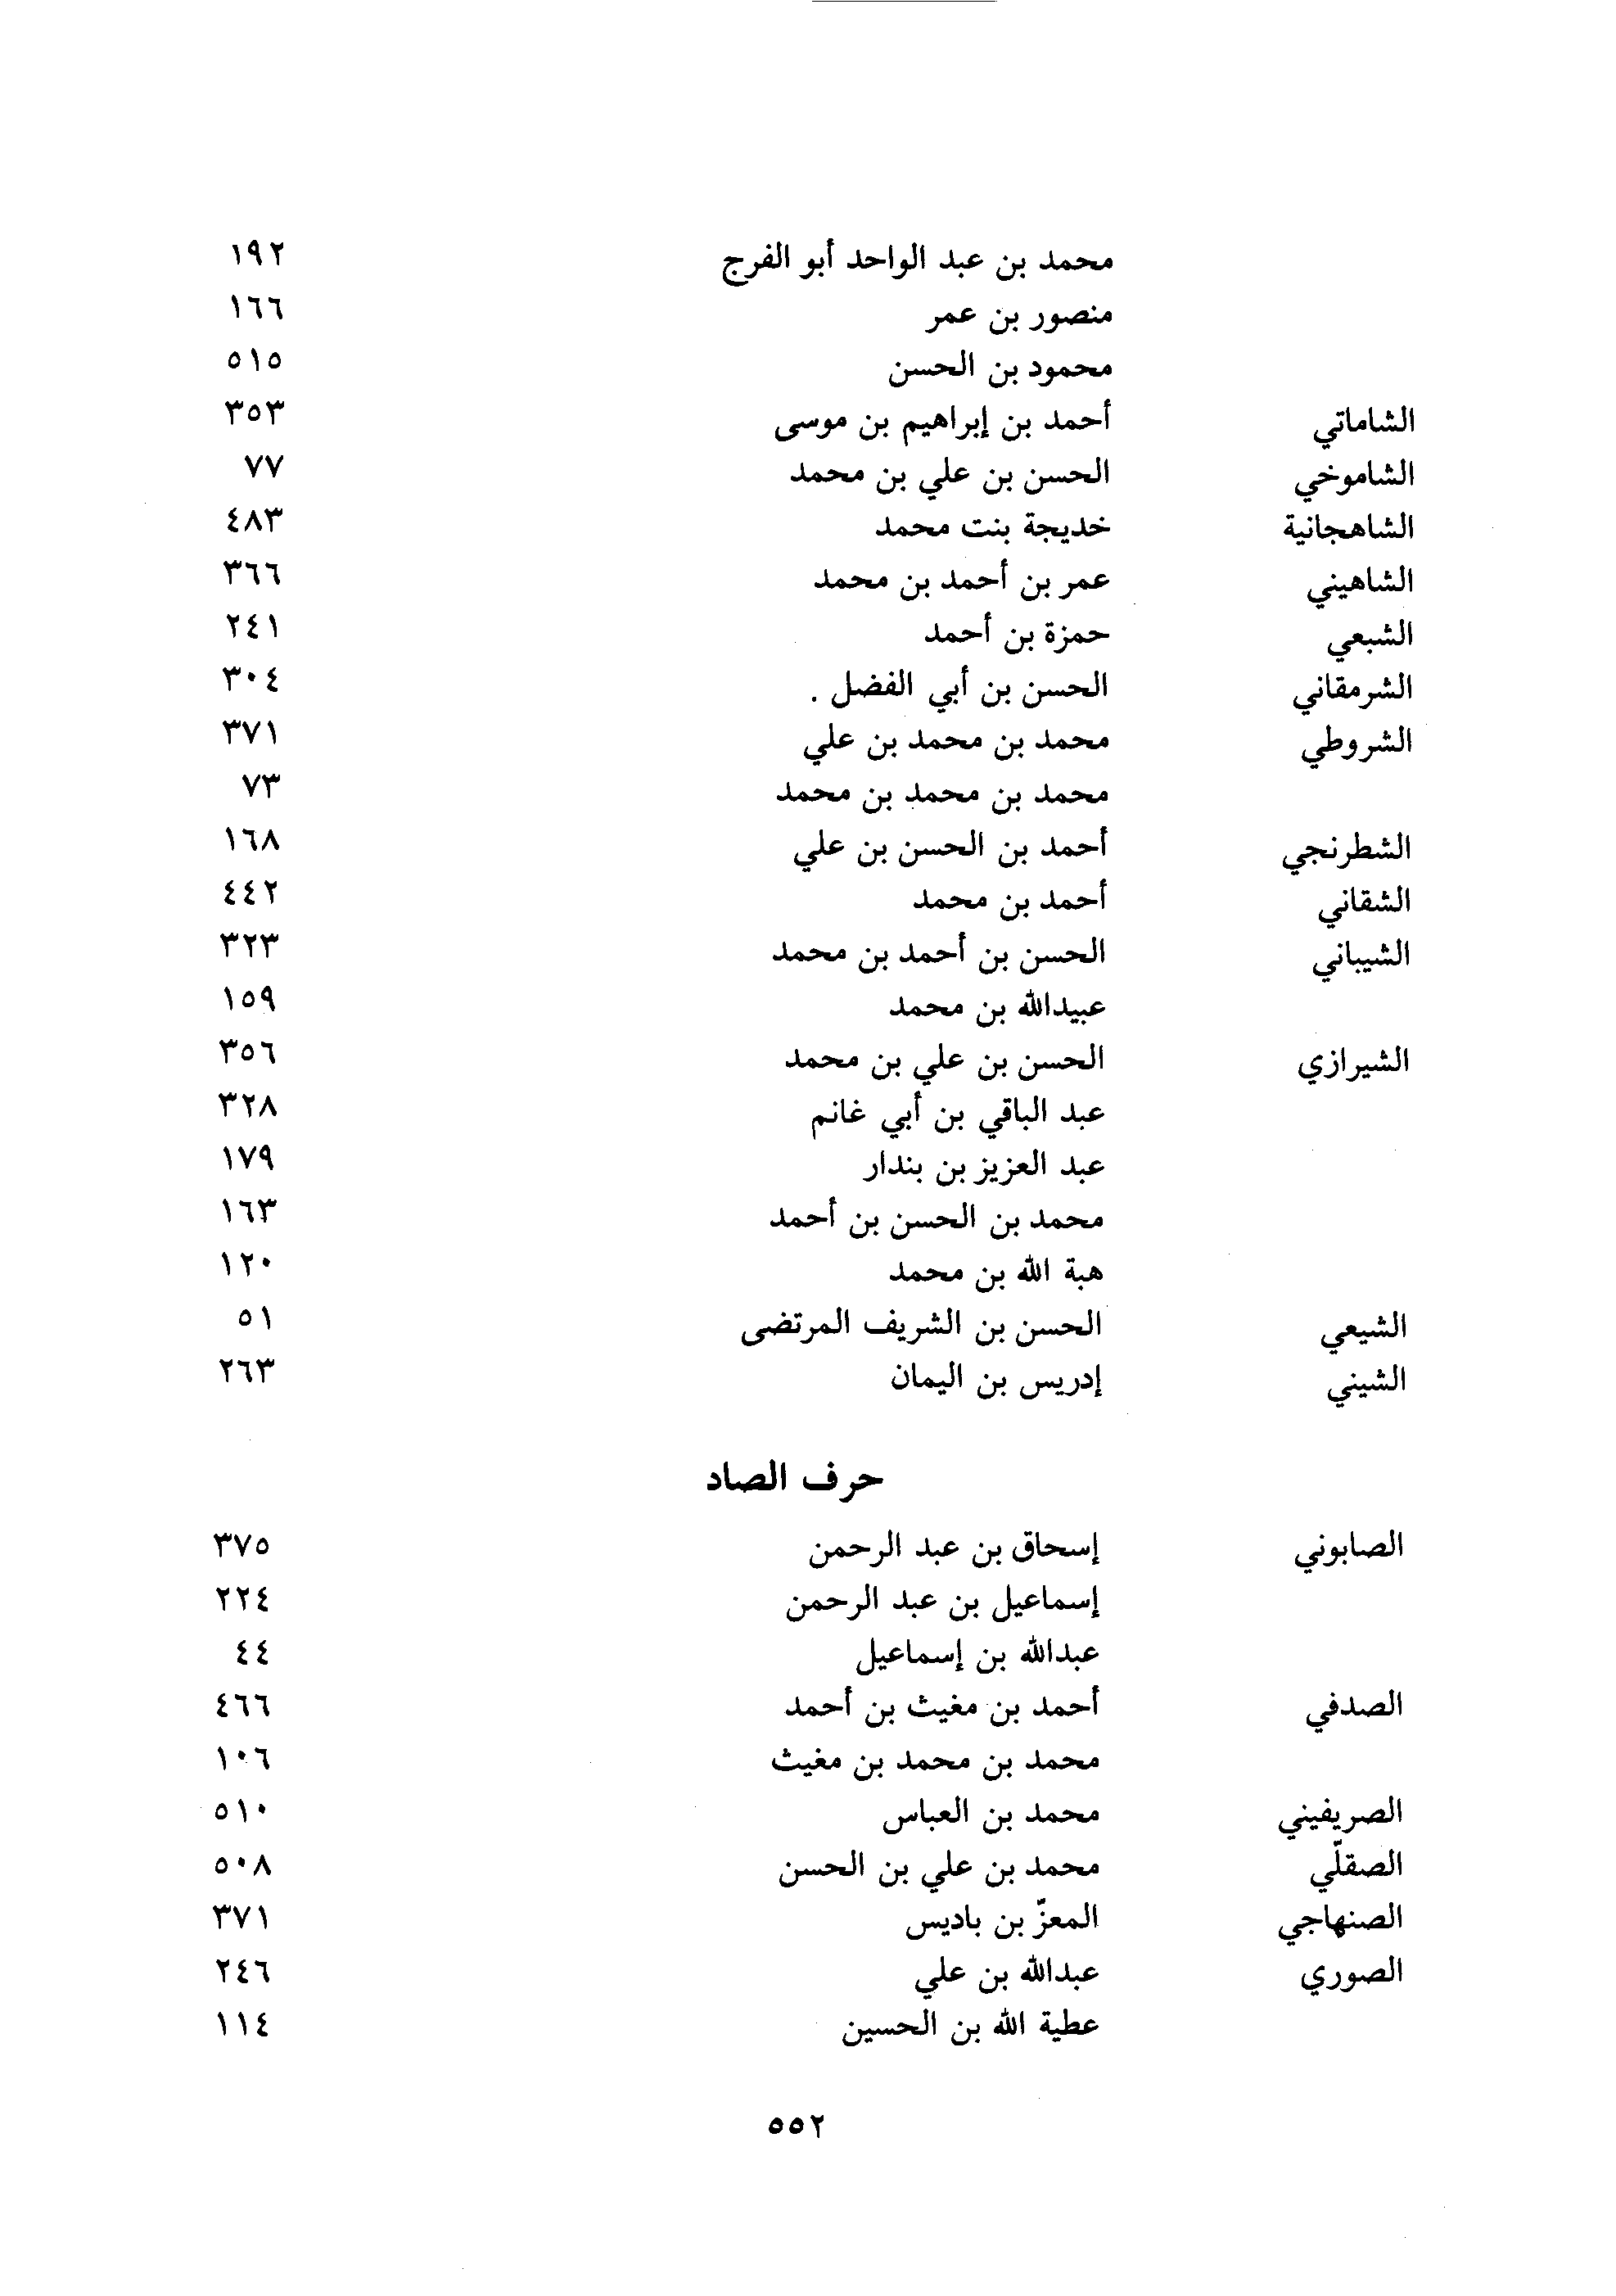 محمد بن عبد الواحد أبو الفرج ١٩٢
منصور بن عمر ١٦٦
محمود بن الحسن ٥١٥
الشاماتي أحمد بن إبراهيم بن موسى ٣٥٣
الشاموخي الحسن بن علي بن محمد ٧٧
الشاهجانية خديجة بنت محمد ٤٨٣
الشاهيني عمر بن أحمد بن محمد ٣٦٦
الشبعي حمزة بن أحمد ٢٤١
الشرمقاني الحسن بن أبي الفضل . ٣٠٤
الشروطي محمد بن محمد بن علي ٣٧١
محمد بن محمد بن محمد ٧٣
الشطرنجي أحمد بن الحسن بن علي ١٦٨
الشقاني أحمد بن محمد ٤٤٢
الشيباني الحسن بن أحمد بن محمد ٣٢٣
عبيدالله بن محمد ١٥٩
الشيرازي الحسن بن علي بن محمد ٣٥٦
عبد الباقي بن أبي غانم ٣٢٨
عبد العزيز بن بندار ١٧٩
محمد بن الحسن بن أحمد ١٦٣
هبة الله بن محمد ١٢٠
الشيعي الحسن بن الشريف المرتضى ٥١
الشيني إدريس بن اليمان ٢٦٣
حرف الصاد
الصابوني إسحاق بن عبد الرحمن ٣٧٥
إسماعيل بن عبد الرحمن ٢٢٤
عبدالله بن إسماعيل ٤٤
الصدفي أحمد بن مغيث بن أحمد ٤٦٦
محمد بن محمد بن مغيث ١٠٦
الصريفيني محمد بن العباس ٥١٠
الصقلّي محمد بن علي بن الحسن ٥٠٨
الصنهاجي المعزّ بن باديس ٣٧١
الصوري عبدالله بن علي ٢٤٦
عطية الله بن الحسين ١١٤
٥٥٢